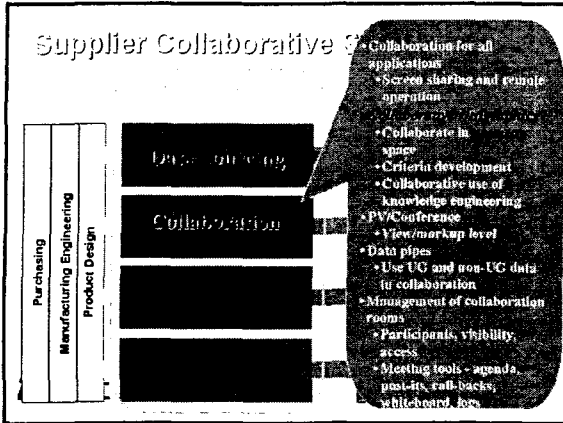 Supplier Collaborative S
Purchasing
Manufacturing Engineering
Product Design
Collaboration
•Collaboration for all
applications
•Screen sharing and remote
operation
•Collaborate in
space
•Criteria development
•Collaborative use of
knowledge engineering
•PV/Conference
•View/markup level
•Data pipes
•Use UG and non-UG data
in collaboration
•Management of collaboration
rooms
•Participants, visibility,
access
•Meeting tools - agenda,
post-its, call-backs,
white-board, logs